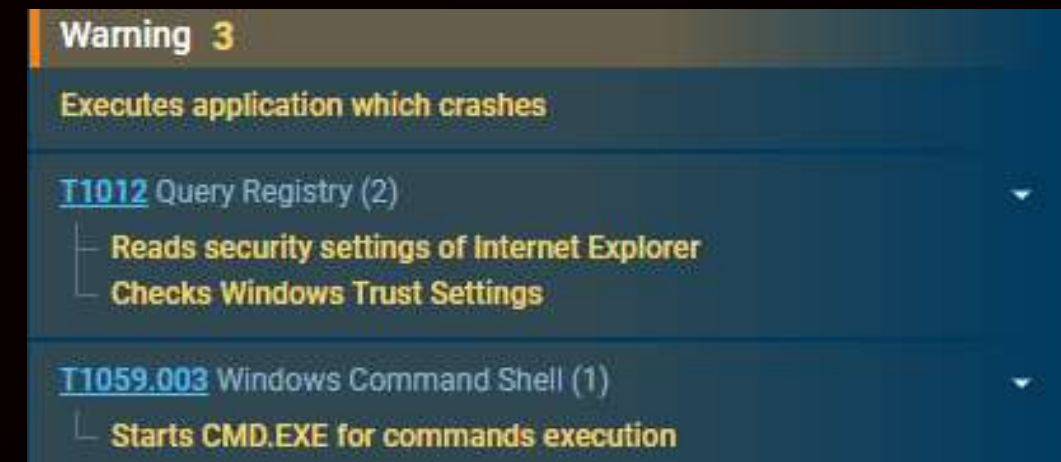 Warning 3
Executes application which crashes
T1012 Query Registry (2)
Reads security settings of Internet Explorer
Checks Windows Trust Settings
T1059.003 Windows Command Shell (1)
Starts CMD.EXE for commands execution